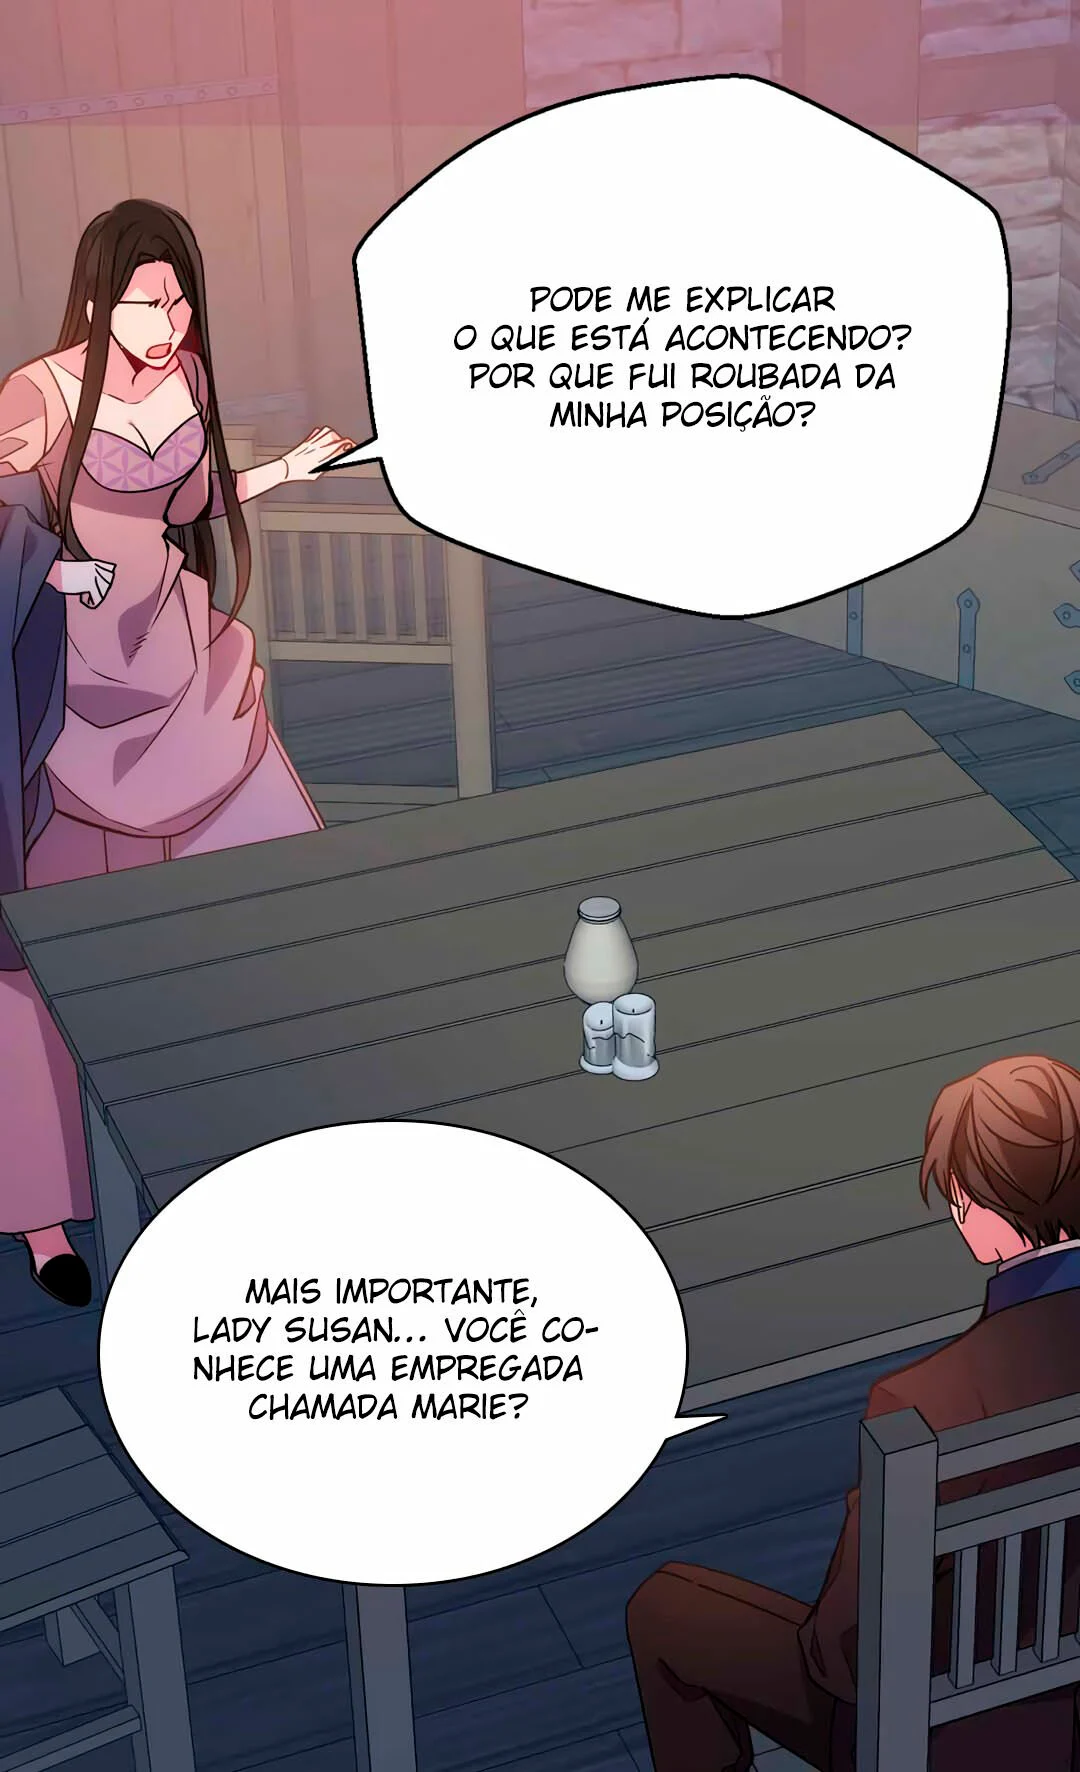 PODE ME EXPLICAR
O QUE ESTÁ ACONTECENDO?
POR QUE FUI ROUBADA DA
MINHA POSIÇÃO?
MAIS IMPORTANTE,
LADY SUSAN... VOCÊ CO-
NHECE UMA EMPREGADA
CHAMADA MARIE?